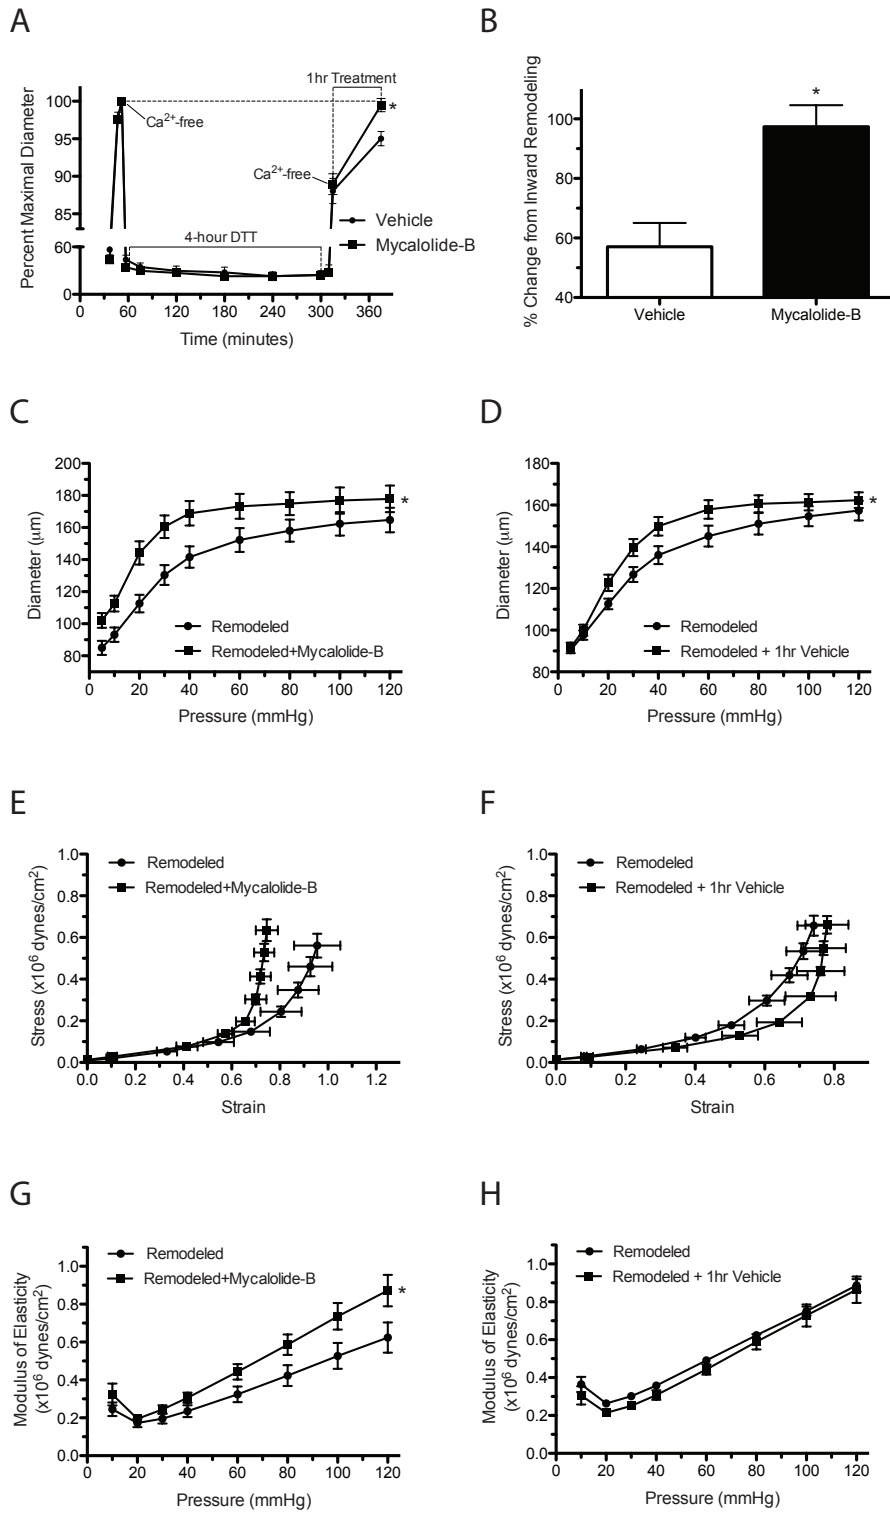 A
1hr Treatment
100
95
90
85
60
0
Percent Maximal Diameter
Ca²⁺-free
Ca²⁺-free
*
4-hour DTT
Vehicle
Mycalolide-B
0 60 120 180 240 300 360
Time (minutes)
B
% Change from Inward Remodeling
100
80
60
40
*
Vehicle Mycalolide-B
C
Diameter (μm)
200
180
160
140
120
100
80
*
Remodeled
Remodeled+Mycalolide-B
0 20 40 60 80 100 120
Pressure (mmHg)
D
Diameter (μm)
180
160
140
120
100
80
*
Remodeled
Remodeled + 1hr Vehicle
0 20 40 60 80 100 120
Pressure (mmHg)
E
Stress (x10⁶ dynes/cm²)
1.0
0.8
0.6
0.4
0.2
0.0
Remodeled
Remodeled+Mycalolide-B
0.0 0.2 0.4 0.6 0.8 1.0 1.2
Strain
F
Stress (x10⁶ dynes/cm²)
1.0
0.8
0.6
0.4
0.2
0.0
Remodeled
Remodeled + 1hr Vehicle
0.0 0.2 0.4 0.6 0.8
Strain
G
Modulus of Elasticity
(x10⁶ dynes/cm²)
1.0
0.8
0.6
0.4
0.2
0.0
Remodeled
Remodeled+Mycalolide-B
*
0 20 40 60 80 100 120
Pressure (mmHg)
H
Modulus of Elasticity
(x10⁶ dynes/cm²)
1.0
0.8
0.6
0.4
0.2
0.0
Remodeled
Remodeled + 1hr Vehicle
0 20 40 60 80 100 120
Pressure (mmHg)